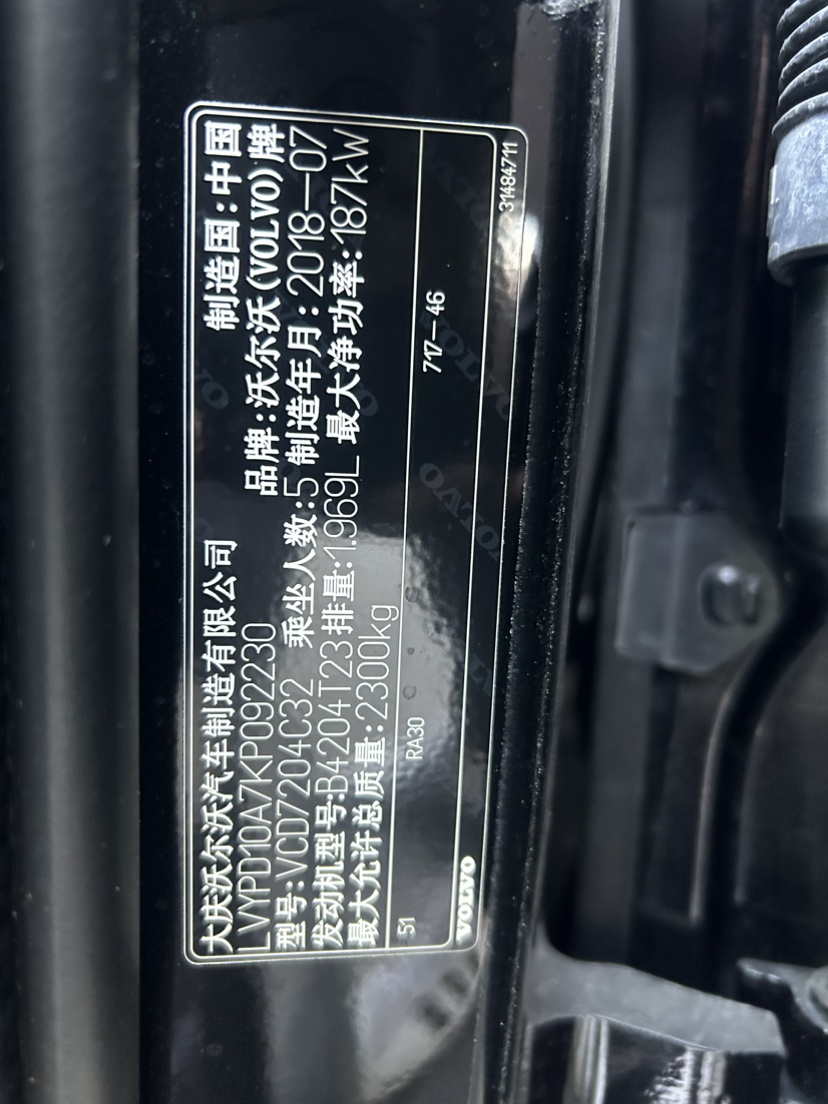 大庆沃尔沃汽车制造有限公司 制造国:中国
LVYPD10A7KP092230 品牌:沃尔沃(VOLVO)牌
型号:VCD7204C32 乘坐人数:5 制造年月:2018-07
发动机型号:B4204T23 排量:1.969L 最大净功率:187kW
最大允许总质量:2300kg
51 RA30 717-46
VOLVO 31484711